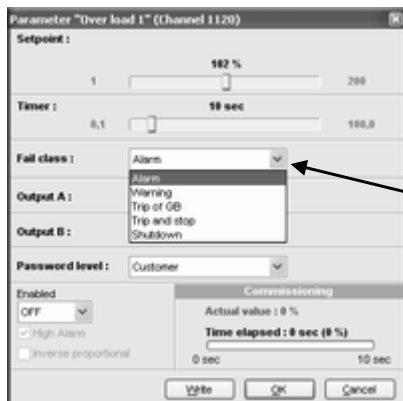 Parameter "Over load 1" (Channel 1120)
Setpoint :
102 %
1 200
Timer :
10 sec
0,1 100,0
Fail class : Alarm
Alarm
Warning
Output A : Trip of GB
Trip and stop
Output B : Shutdown
Password level : Customer
Enabled Commissioning
OFF Actual value : 0 %
High Alarm Time elapsed : 0 sec (0 %)
Inverse proportional 0 sec 10 sec
Write OK Cancel